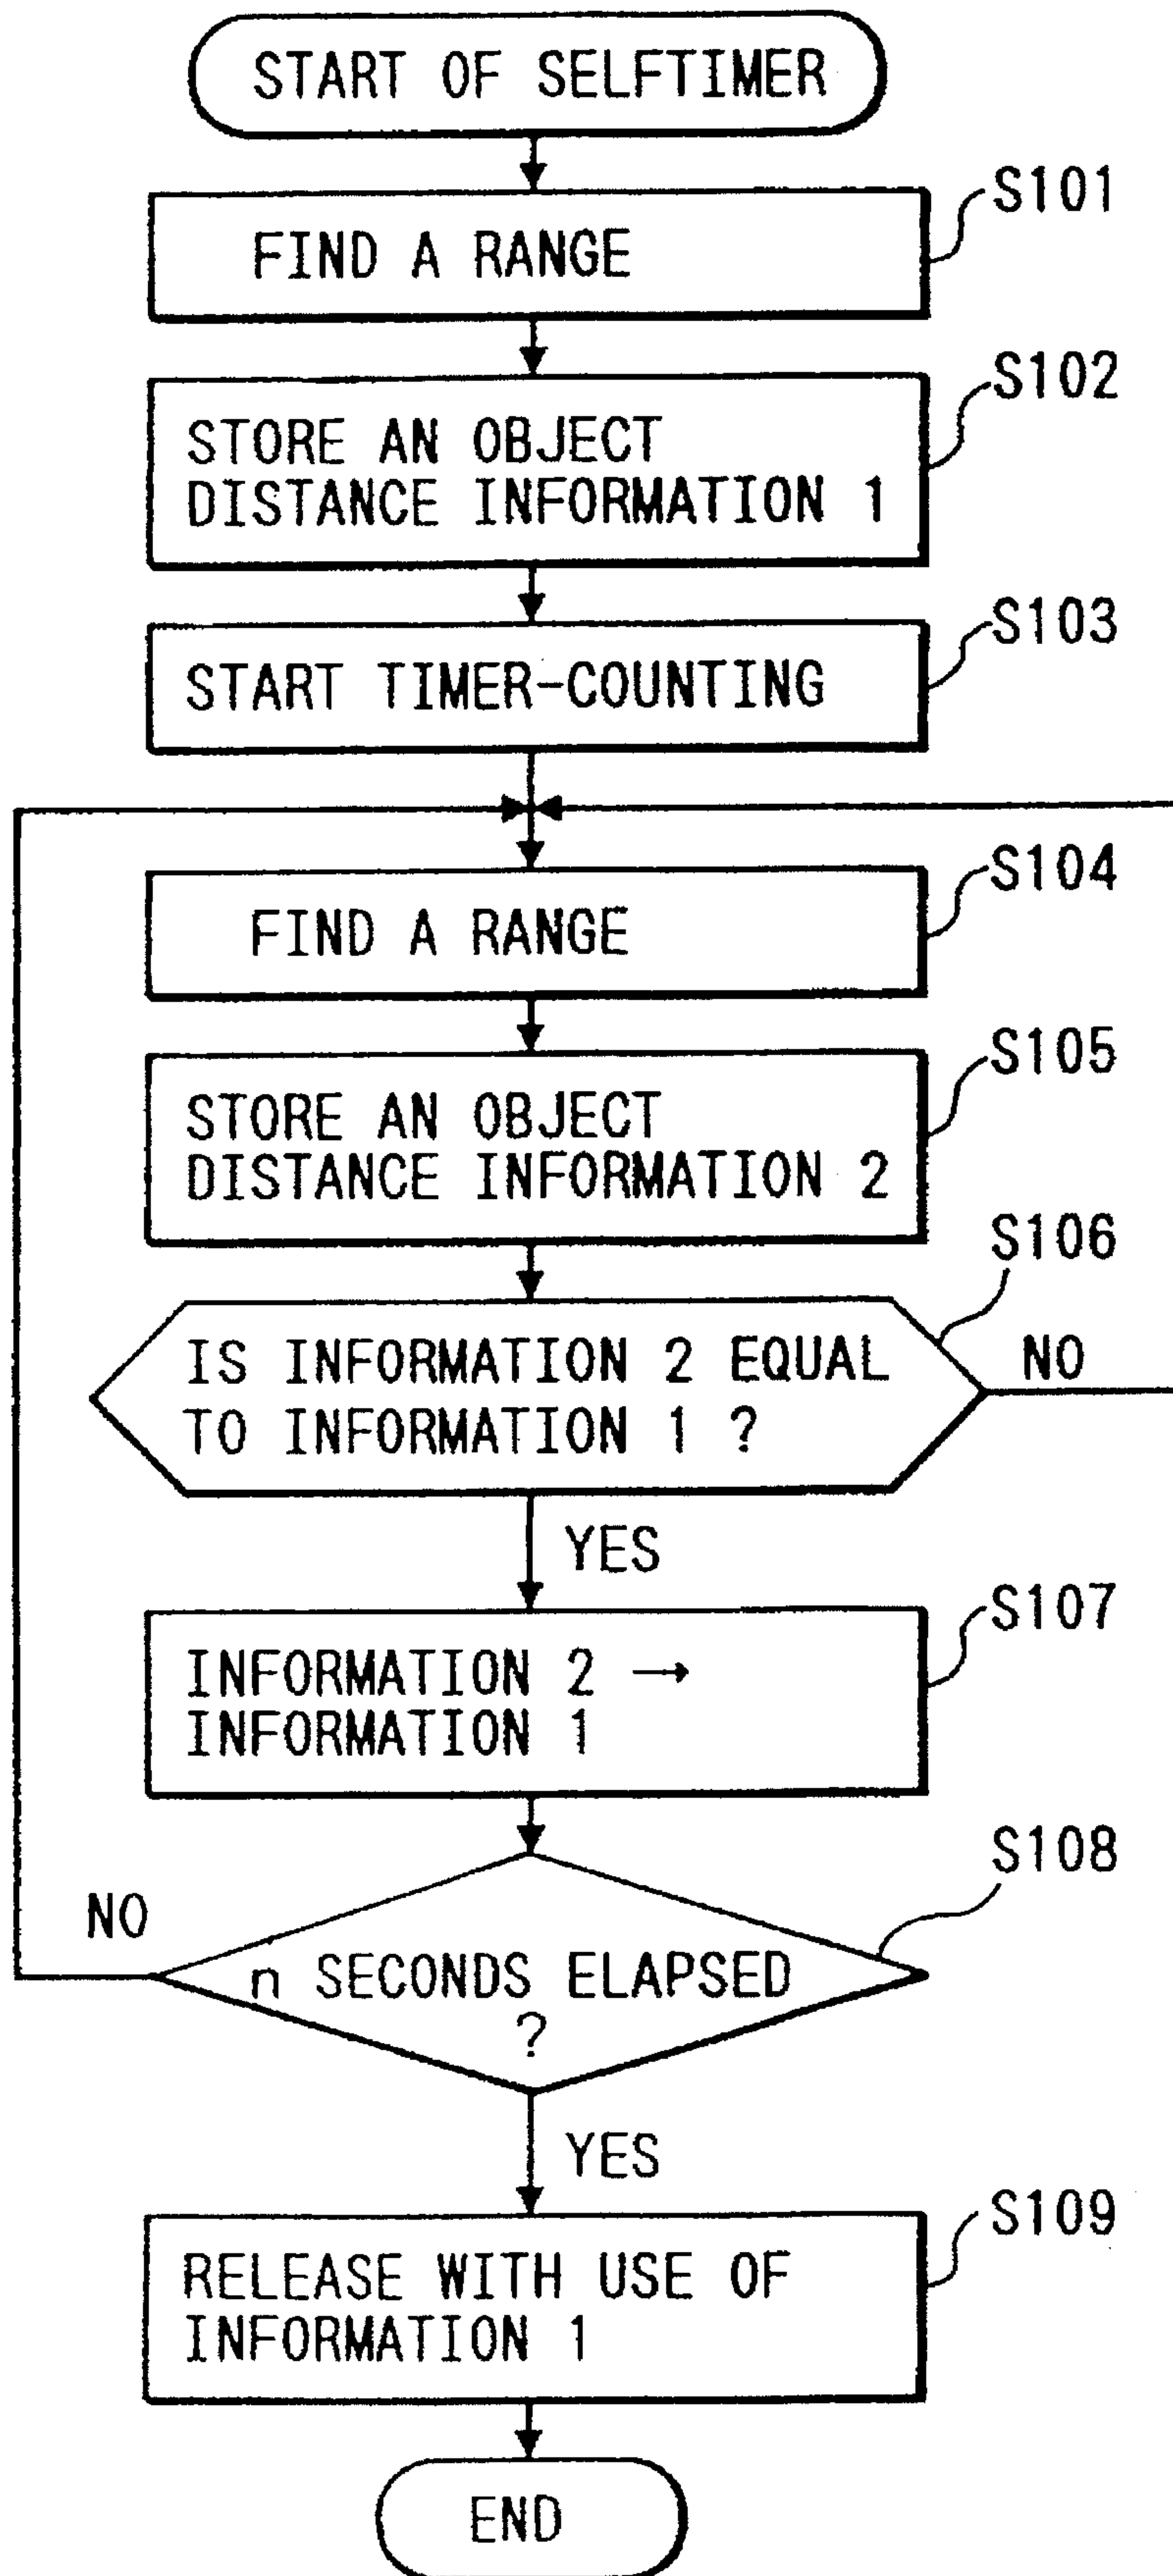 START OF SELFTIMER
FIND A RANGE
S101
STORE AN OBJECT
DISTANCE INFORMATION 1
S102
START TIMER-COUNTING
S103
FIND A RANGE
S104
STORE AN OBJECT
DISTANCE INFORMATION 2
S105
IS INFORMATION 2 EQUAL
TO INFORMATION 1 ?
S106
NO
YES
INFORMATION 2 →
INFORMATION 1
S107
n SECONDS ELAPSED
?
S108
NO
YES
RELEASE WITH USE OF
INFORMATION 1
S109
END